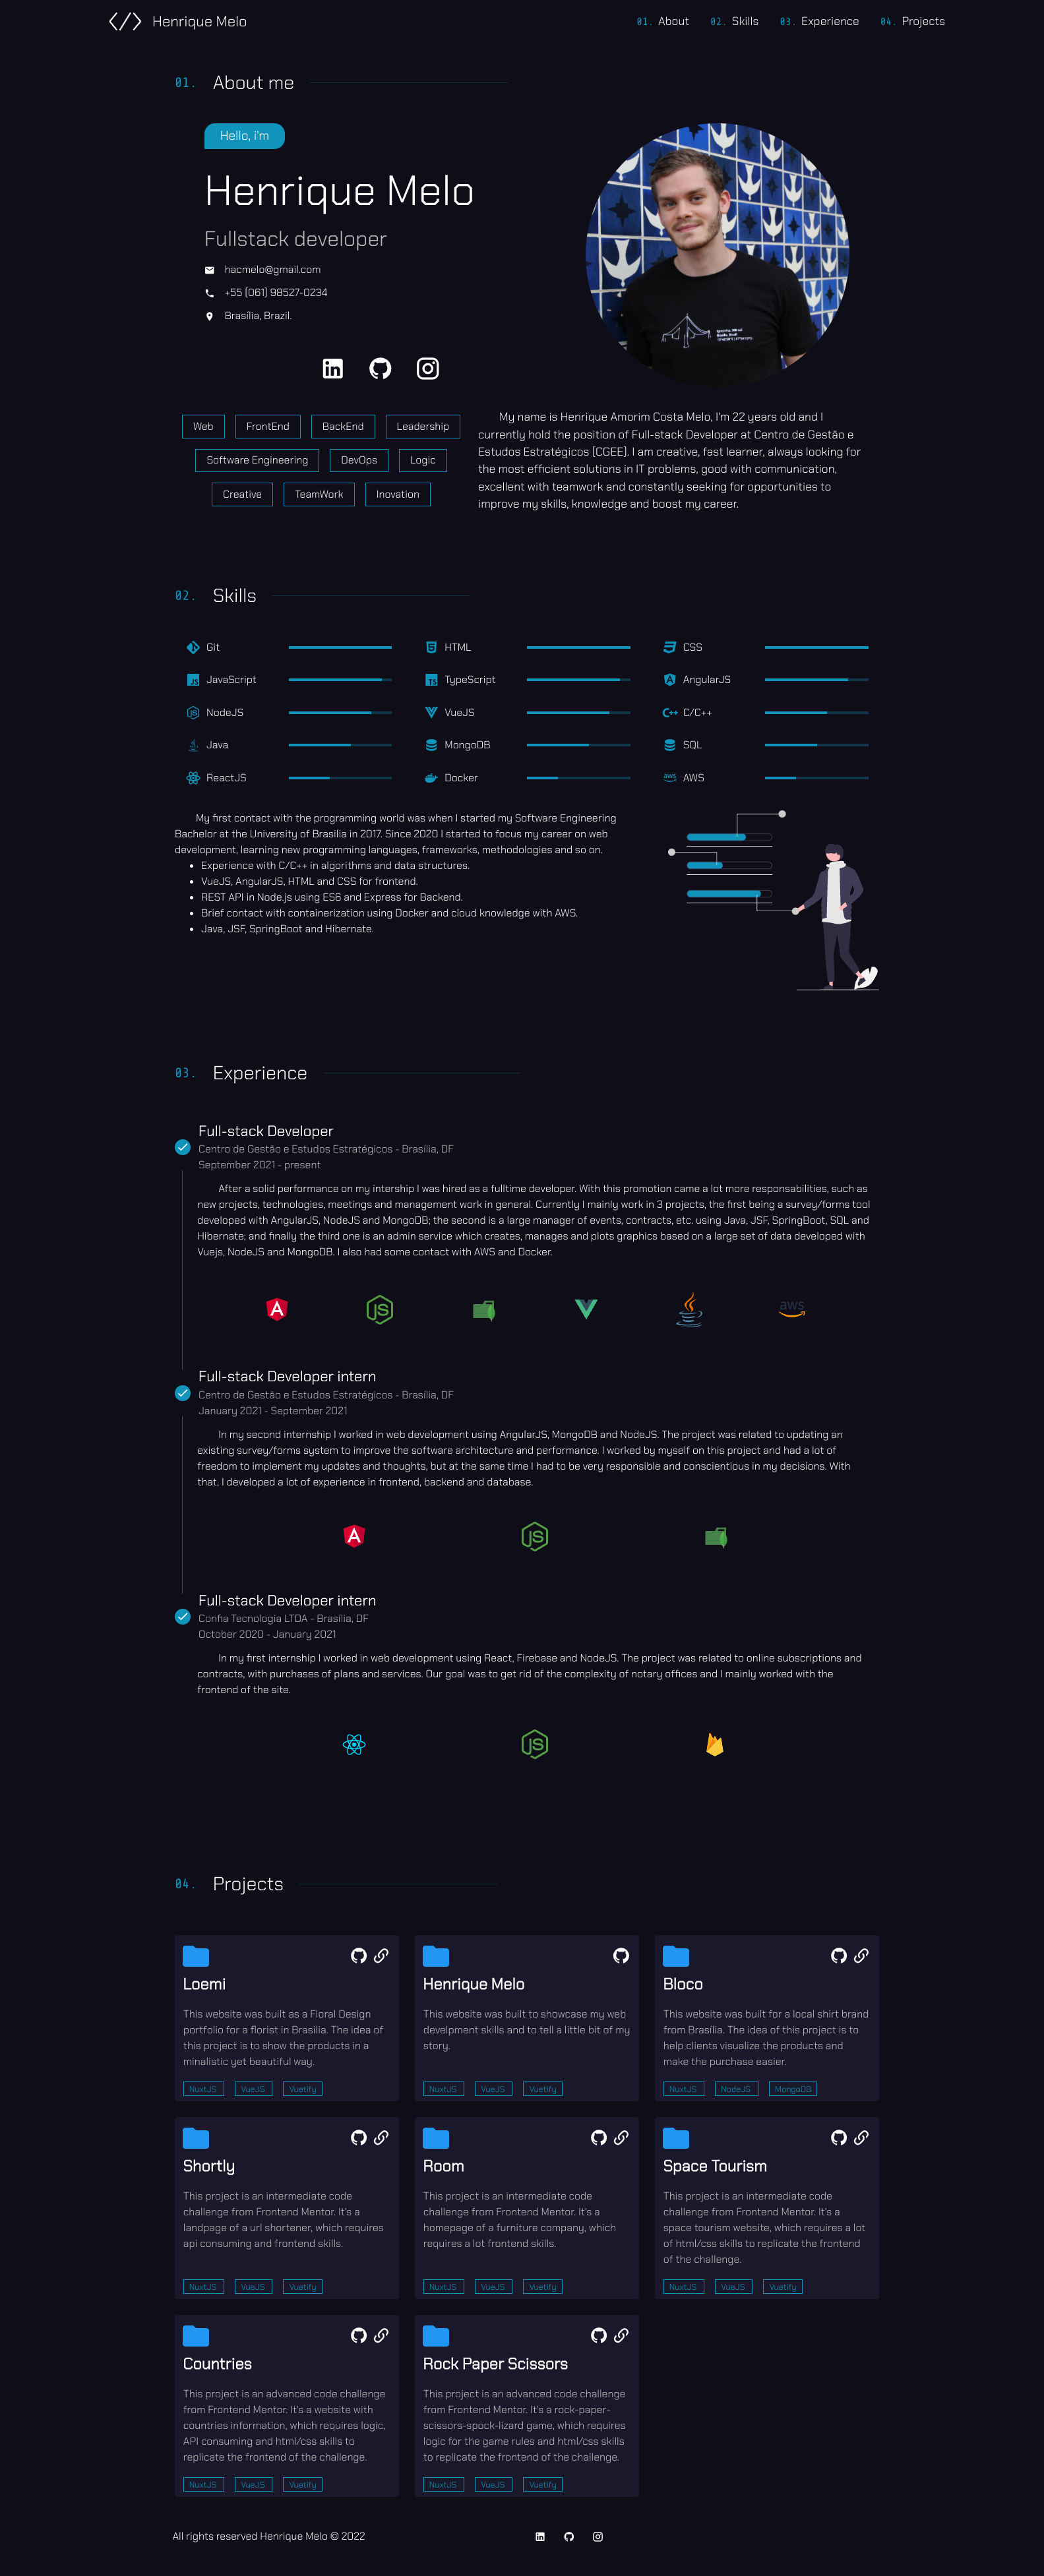 Henrique Melo
01. About 02. Skills 03. Experience 04. Projects
01. About me
Hello, i'm
Henrique Melo
Fullstack developer
hacmelo@gmail.com
+55 (061) 98527-0234
Brasília, Brazil.
Web FrontEnd BackEnd Leadership
Software Engineering DevOps Logic
Creative TeamWork Inovation
My name is Henrique Amorim Costa Melo, I'm 22 years old and I
currently hold the position of Full-stack Developer at Centro de Gestão e
Estudos Estratégicos (CGEE). I am creative, fast learner, always looking for
the most efficient solutions in IT problems, good with communication,
excellent with teamwork and constantly seeking for opportunities to
improve my skills, knowledge and boost my career.
02. Skills
Git HTML CSS
JavaScript TypeScript AngularJS
NodeJS VueJS C/C++
Java MongoDB SQL
ReactJS Docker AWS
My first contact with the programming world was when I started my Software Engineering
Bachelor at the University of Brasilia in 2017. Since 2020 I started to focus my career on web
development, learning new programming languages, frameworks, methodologies and so on.
Experience with C/C++ in algorithms and data structures.
VueJS, AngularJS, HTML and CSS for frontend.
REST API in Node.js using ES6 and Express for Backend.
Brief contact with containerization using Docker and cloud knowledge with AWS.
Java, JSF, SpringBoot and Hibernate.
03. Experience
Full-stack Developer
Centro de Gestão e Estudos Estratégicos - Brasília, DF
September 2021 - present
After a solid performance on my intership I was hired as a fulltime developer. With this promotion came a lot more responsabilities, such as
new projects, technologies, meetings and management work in general. Currently I mainly work in 3 projects, the first being a survey/forms tool
developed with AngularJS, NodeJS and MongoDB; the second is a large manager of events, contracts, etc. using Java, JSF, SpringBoot, SQL and
Hibernate; and finally the third one is an admin service which creates, manages and plots graphics based on a large set of data developed with
Vuejs, NodeJS and MongoDB. I also had some contact with AWS and Docker.
aws
Full-stack Developer intern
Centro de Gestão e Estudos Estratégicos - Brasília, DF
January 2021 - September 2021
In my second internship I worked in web development using AngularJS, MongoDB and NodeJS. The project was related to updating an
existing survey/forms system to improve the software architecture and performance. I worked by myself on this project and had a lot of
freedom to implement my updates and thoughts, but at the same time I had to be very responsible and conscientious in my decisions. With
that, I developed a lot of experience in frontend, backend and database.
Full-stack Developer intern
Confia Tecnologia LTDA - Brasília, DF
October 2020 - January 2021
In my first internship I worked in web development using React, Firebase and NodeJS. The project was related to online subscriptions and
contracts, with purchases of plans and services. Our goal was to get rid of the complexity of notary offices and I mainly worked with the
frontend of the site.
04. Projects
Loemi
This website was built as a Floral Design
portfolio for a florist in Brasilia. The idea of
this project is to show the products in a
minalistic yet beautiful way.
NuxtJS VueJS Vuetify
Henrique Melo
This website was built to showcase my web
develpment skills and to tell a little bit of my
story.
NuxtJS VueJS Vuetify
Bloco
This website was built for a local shirt brand
from Brasília. The idea of this project is to
help clients visualize the products and
make the purchase easier.
NuxtJS NodeJS MongoDB
Shortly
This project is an intermediate code
challenge from Frontend Mentor. It's a
landpage of a url shortener, which requires
api consuming and frontend skills.
NuxtJS VueJS Vuetify
Room
This project is an intermediate code
challenge from Frontend Mentor. It's a
homepage of a furniture company, which
requires a lot frontend skills.
NuxtJS VueJS Vuetify
Space Tourism
This project is an intermediate code
challenge from Frontend Mentor. It's a
space tourism website, which requires a lot
of html/css skills to replicate the frontend
of the challenge.
NuxtJS VueJS Vuetify
Countries
This project is an advanced code challenge
from Frontend Mentor. It's a website with
countries information, which requires logic,
API consuming and html/css skills to
replicate the frontend of the challenge.
NuxtJS VueJS Vuetify
Rock Paper Scissors
This project is an advanced code challenge
from Frontend Mentor. It's a rock-paper-
scissors-spock-lizard game, which requires
logic for the game rules and html/css skills
to replicate the frontend of the challenge.
NuxtJS VueJS Vuetify
All rights reserved Henrique Melo © 2022